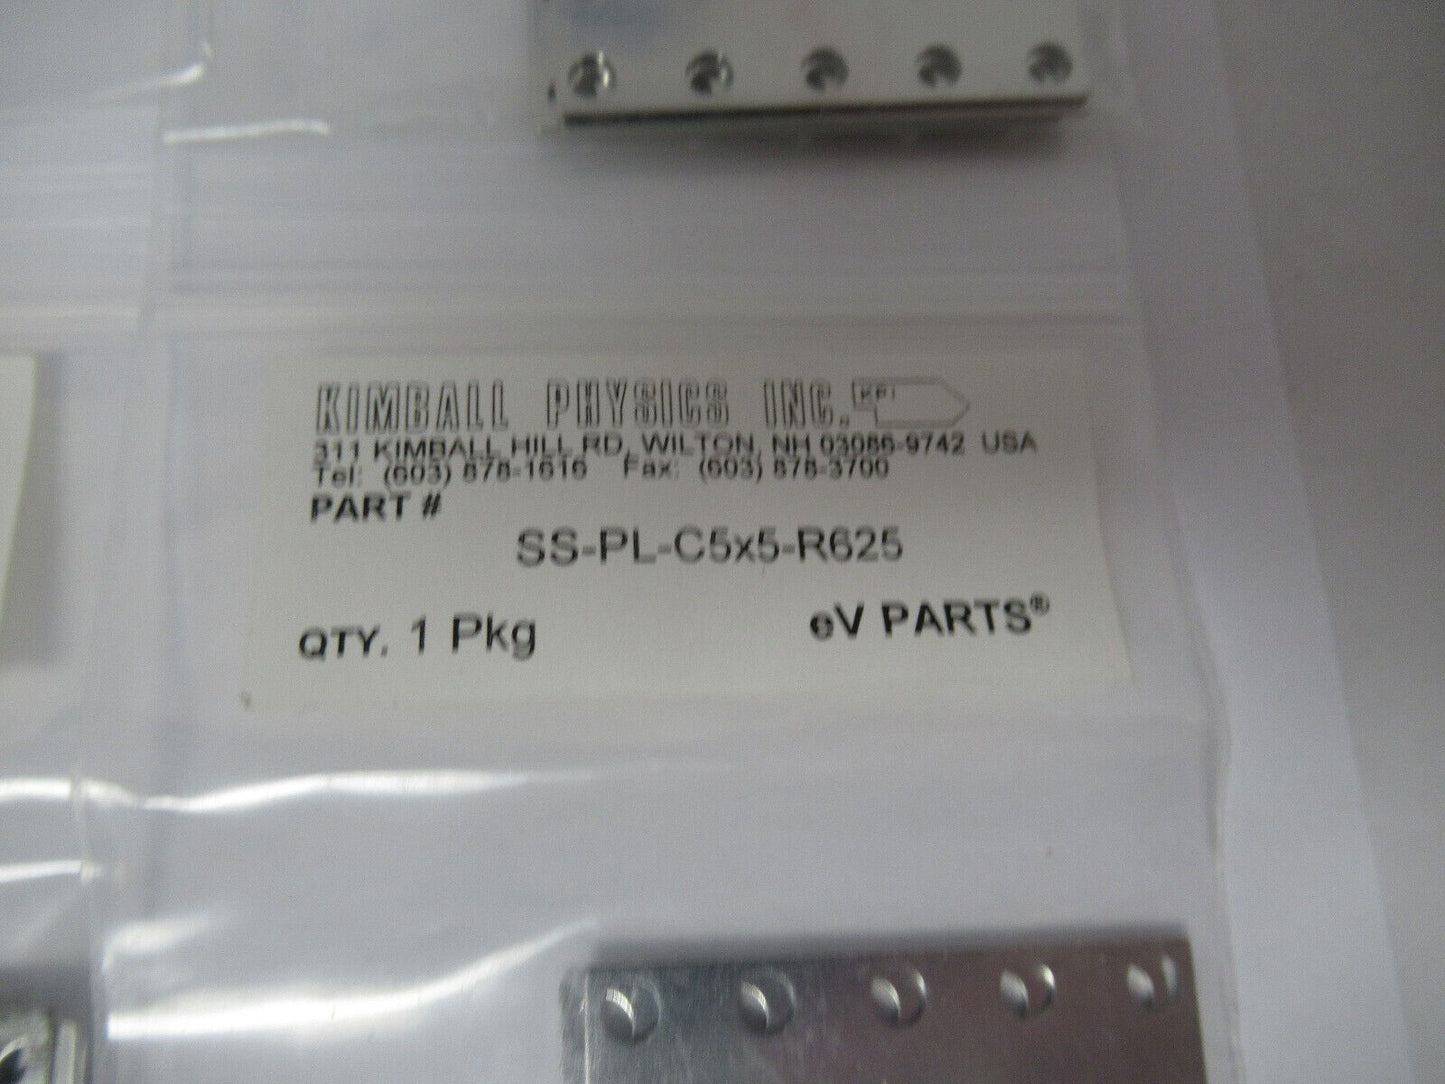 KIMBALL PHYSICS INC. KPI
311 KIMBALL HILL RD, WILTON, NH 03086-9742 USA
Tel: (603) 878-1616 Fax: (603) 878-3700
PART #
SS-PL-C5x5-R625
QTY. 1 Pkg eV PARTS®